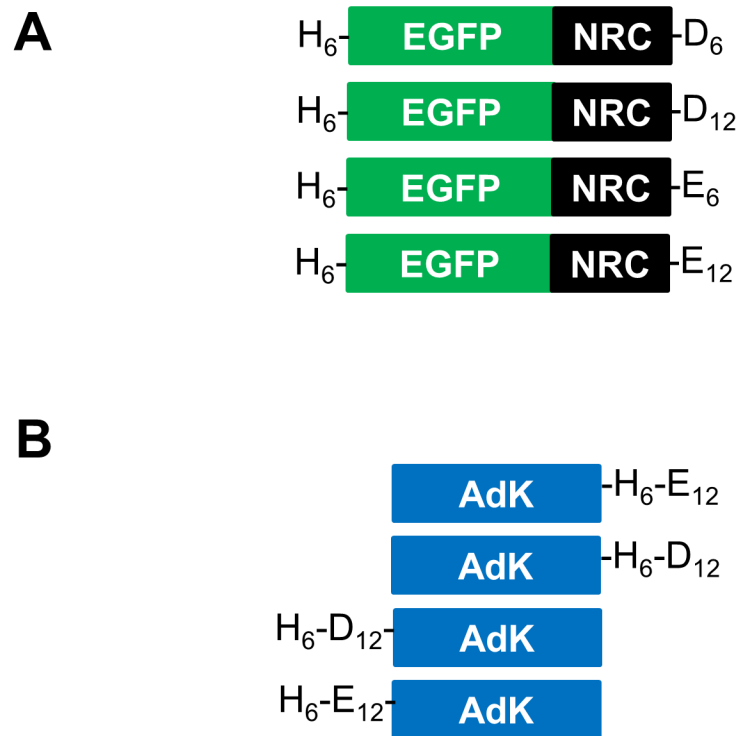 A
H₆- EGFP NRC -D₆
H₆- EGFP NRC -D₁₂
H₆- EGFP NRC -E₆
H₆- EGFP NRC -E₁₂
B
AdK -H₆-E₁₂
AdK -H₆-D₁₂
H₆-D₁₂- AdK
H₆-E₁₂- AdK